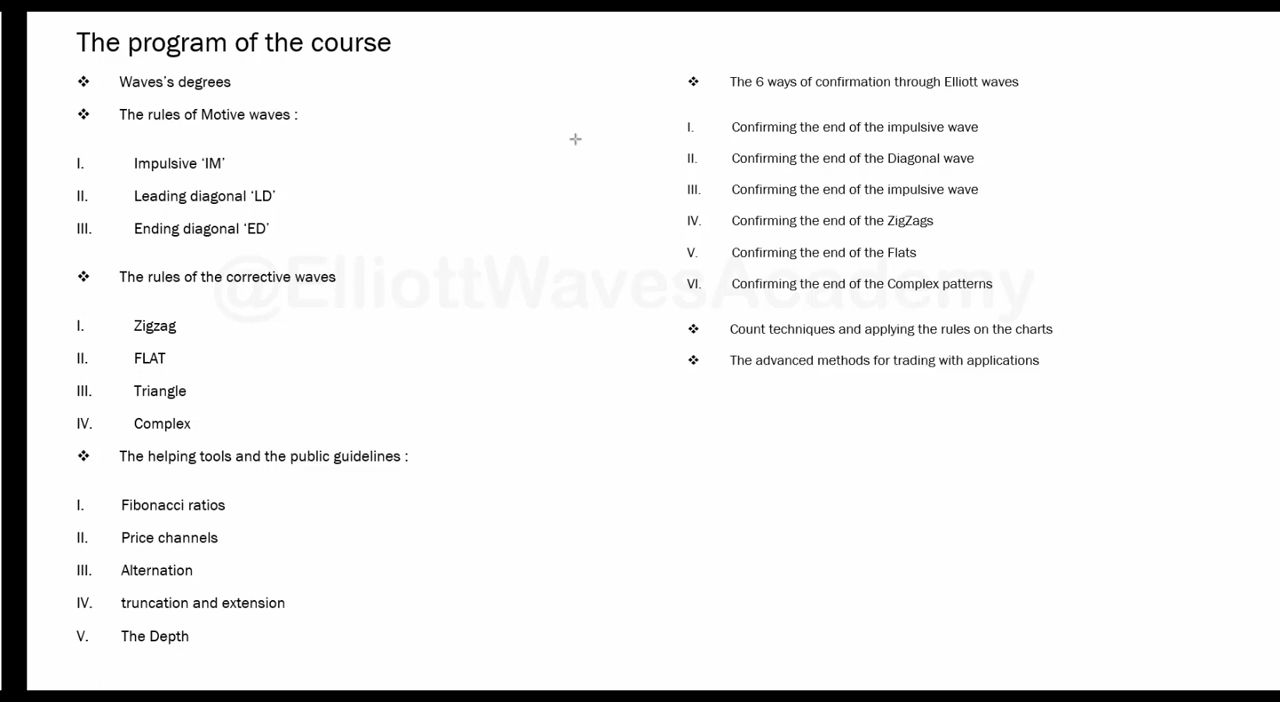 The program of the course
❖ Waves's degrees
❖ The rules of Motive waves :
I. Impulsive ‘IM’
II. Leading diagonal ‘LD’
III. Ending diagonal ‘ED’
❖ The rules of the corrective waves
I. Zigzag
II. FLAT
III. Triangle
IV. Complex
❖ The helping tools and the public guidelines :
I. Fibonacci ratios
II. Price channels
III. Alternation
IV. truncation and extension
V. The Depth
❖ The 6 ways of confirmation through Elliott waves
I. Confirming the end of the impulsive wave
II. Confirming the end of the Diagonal wave
III. Confirming the end of the impulsive wave
IV. Confirming the end of the ZigZags
V. Confirming the end of the Flats
VI. Confirming the end of the Complex patterns
❖ Count techniques and applying the rules on the charts
❖ The advanced methods for trading with applications
@ElliottWavesAcademy